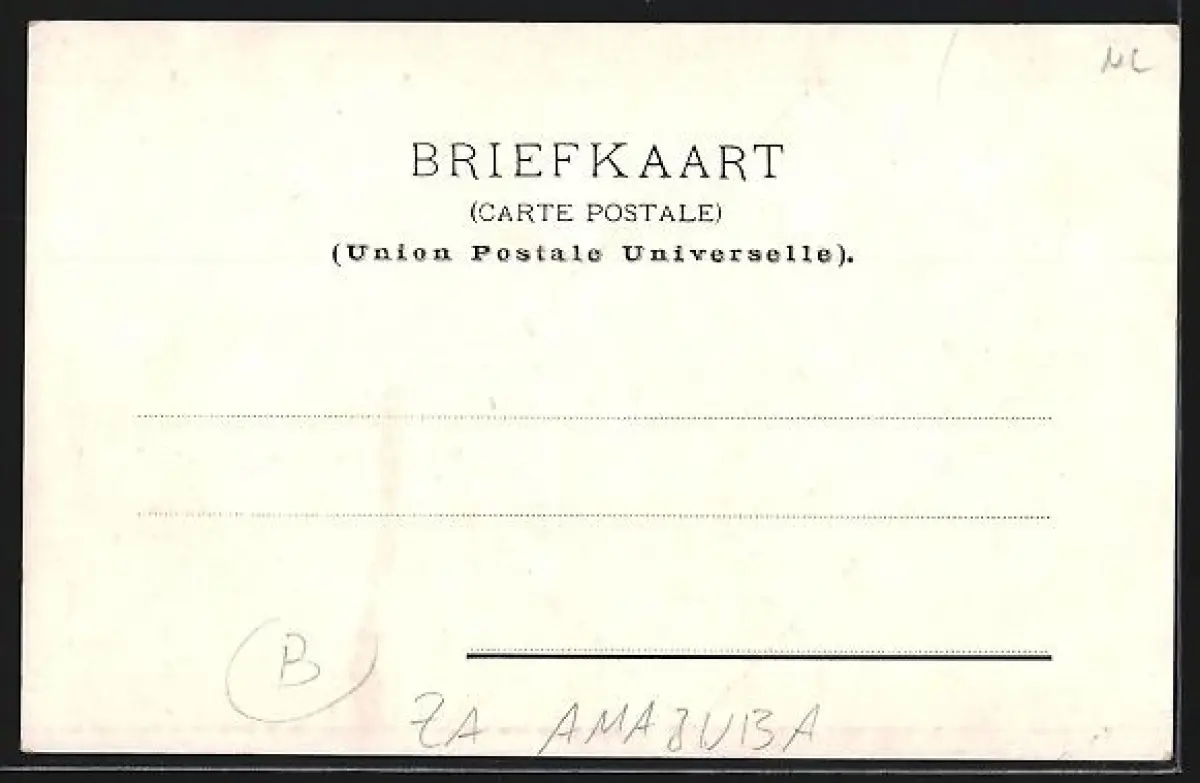 NL
BRIEFKAART
(CARTE POSTALE)
(Union Postale Universelle).
B
ZA AMAJUBA